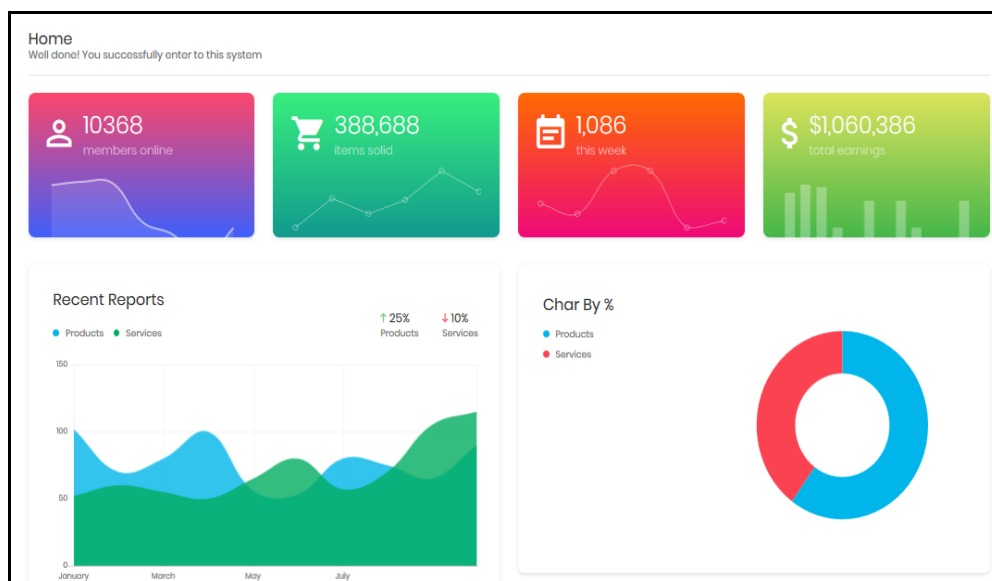 Home
Well done! You successfully enter to this system
10368
members online
388,688
items solid
1,086
this week
$1,060,386
total earnings
Recent Reports
Products Services
25%
Products
10%
Services
150
100
50
0
January March May July
Char By %
Products
Services